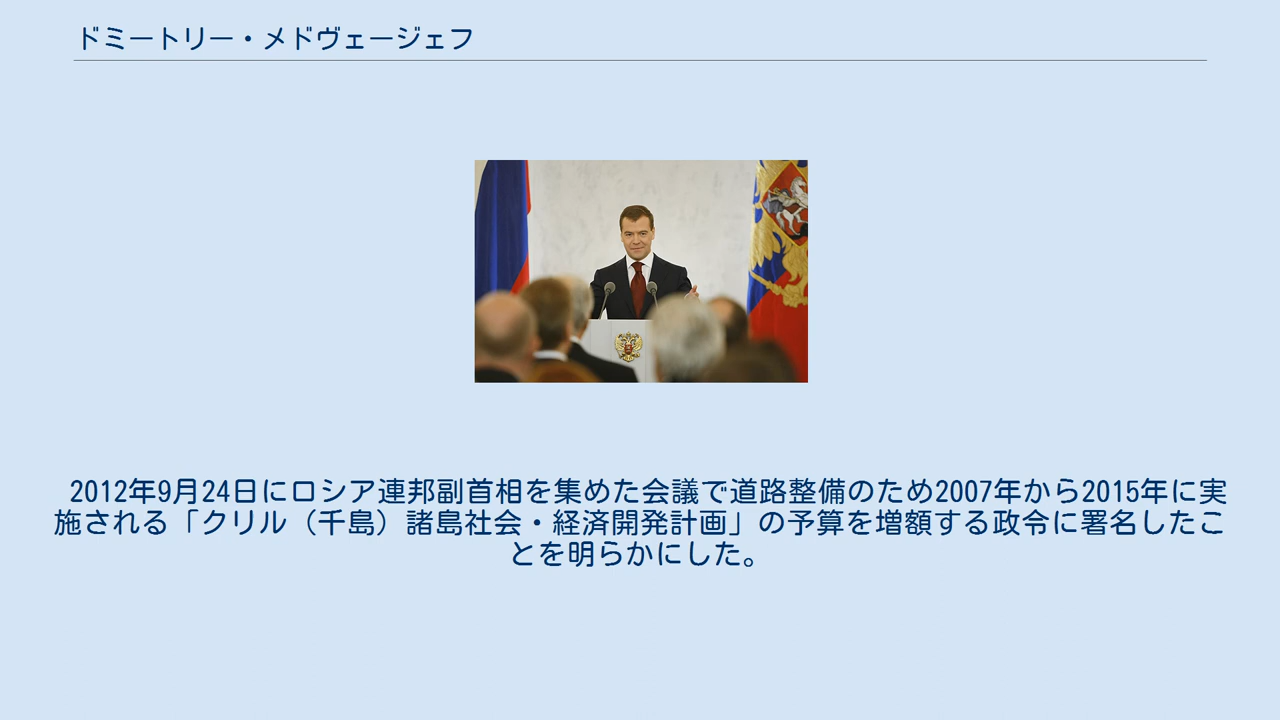 ドミートリー・メドヴェージェフ
2012年9月24日にロシア連邦副首相を集めた会議で道路整備のため2007年から2015年に実
施される「クリル（千島）諸島社会・経済開発計画」の予算を増額する政令に署名したこ
とを明らかにした。